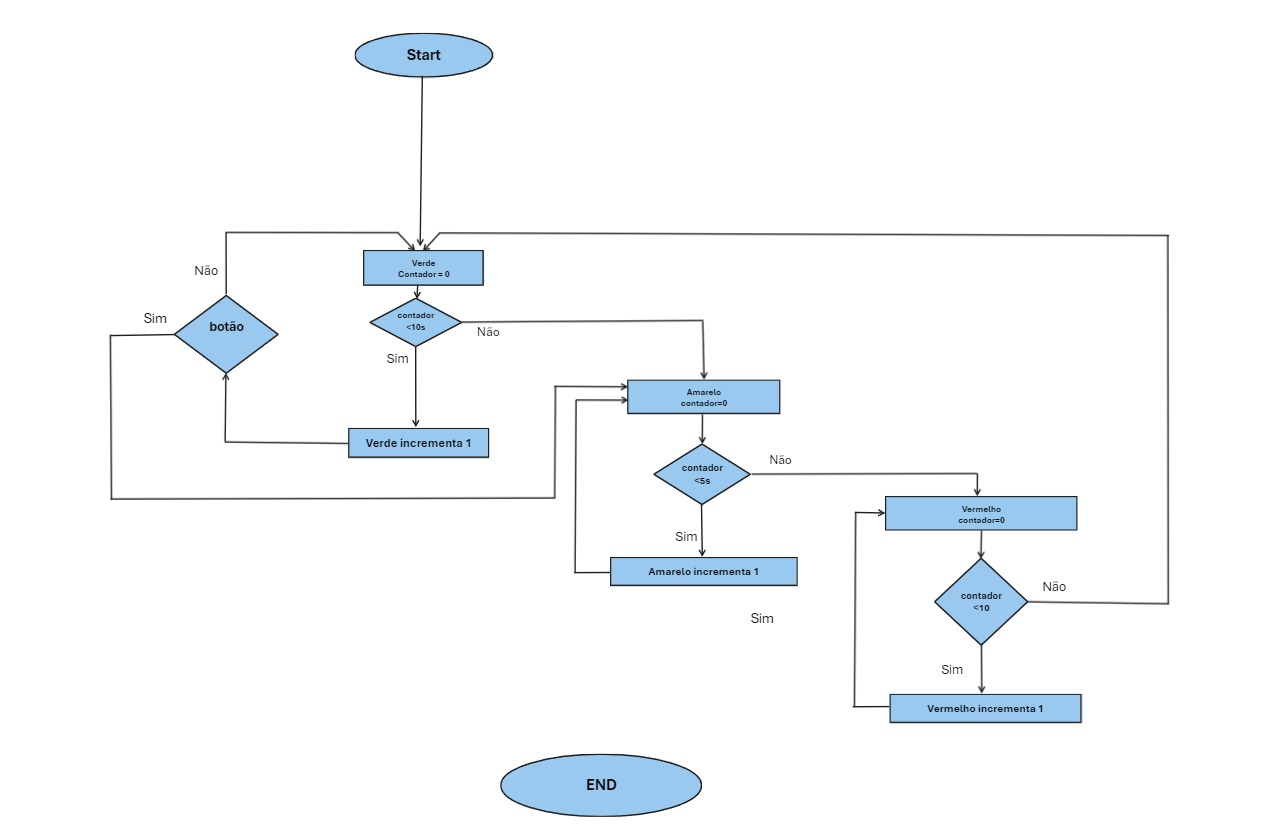 Start
Verde
Contador = 0
Não
contador
<10s
Sim
botão
Não
Sim
Amarelo
contador=0
Verde incrementa 1
Não
contador
<5s
Vermelho
contador=0
Sim
Amarelo incrementa 1
Não
contador
<10
Sim
Sim
Vermelho incrementa 1
END